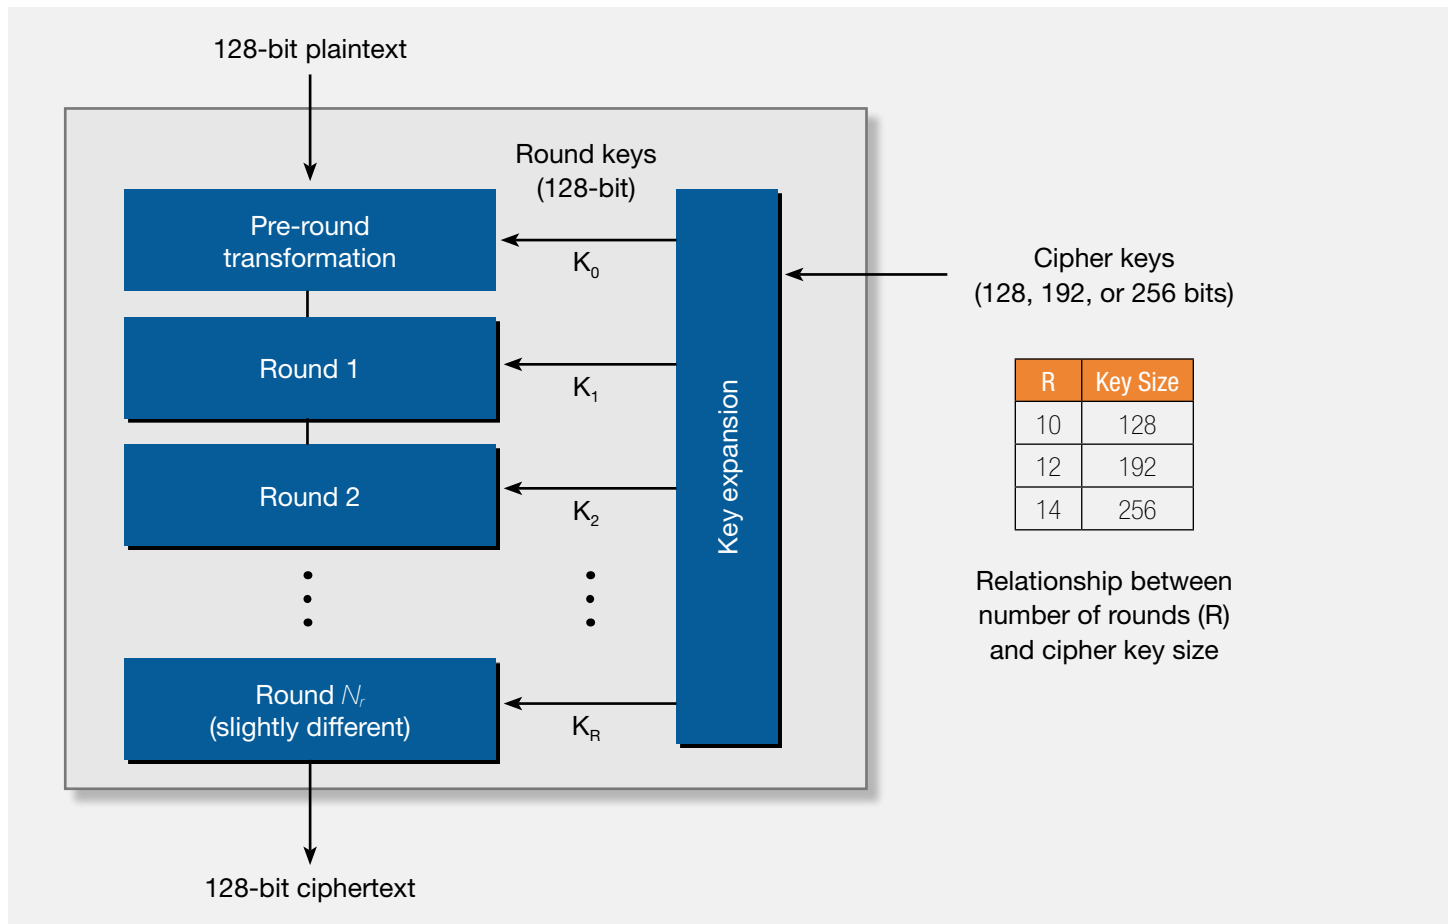 128-bit plaintext
Round keys
(128-bit)
Pre-round
transformation
K₀
Cipher keys
(128, 192, or 256 bits)
Round 1
K₁
Key expansion
Round 2
K₂
Round Nᵣ
(slightly different)
K_R
128-bit ciphertext
R Key Size
10 128
12 192
14 256
Relationship between
number of rounds (R)
and cipher key size